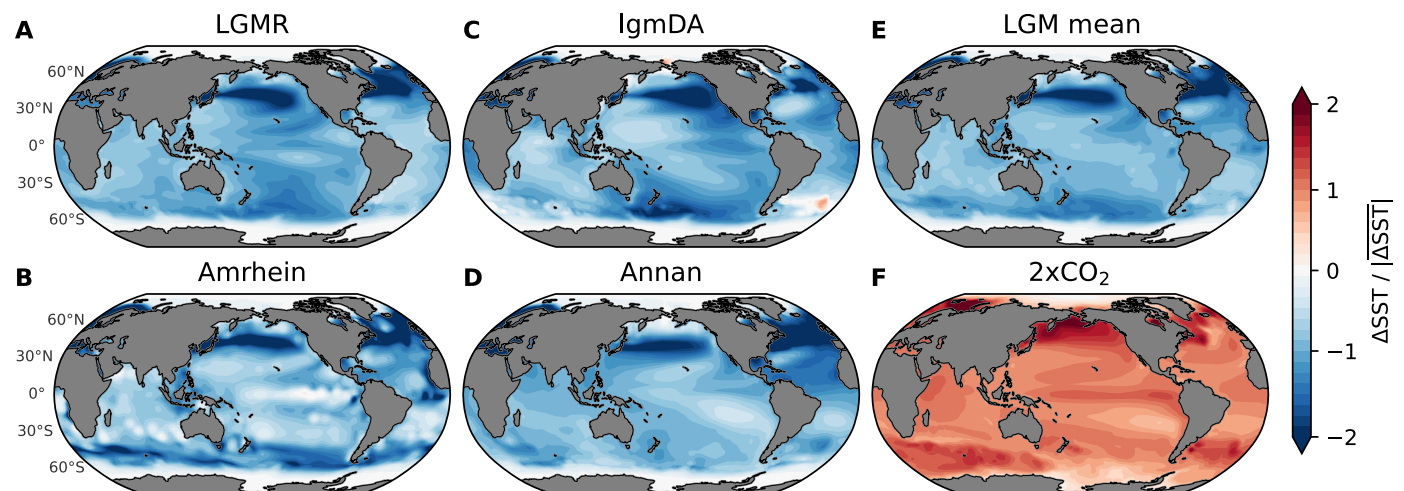 A LGMR
C lgmDA
E LGM mean
60°N
30°N
0°
30°S
60°S
B Amrhein
D Annan
F 2xCO₂
60°N
30°N
0°
30°S
60°S
2
1
0
−1
−2
ΔSST / |ΔSST|